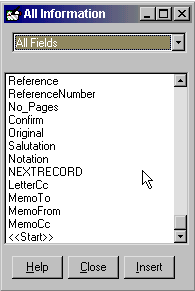 All Information
All Fields
Reference
ReferenceNumber
No_Pages
Confirm
Original
Salutation
Notation
NEXTRECORD
LetterCc
MemoTo
MemoFrom
MemoCc
<<Start>>
Help Close Insert